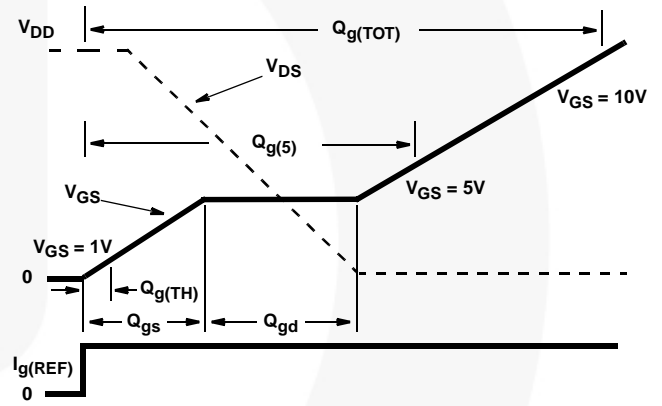 V_DD
Q_g(TOT)
V_DS
V_GS = 10V
Q_g(5)
V_GS
V_GS = 5V
V_GS = 1V
0
Q_g(TH)
Q_gs
Q_gd
I_g(REF)
0